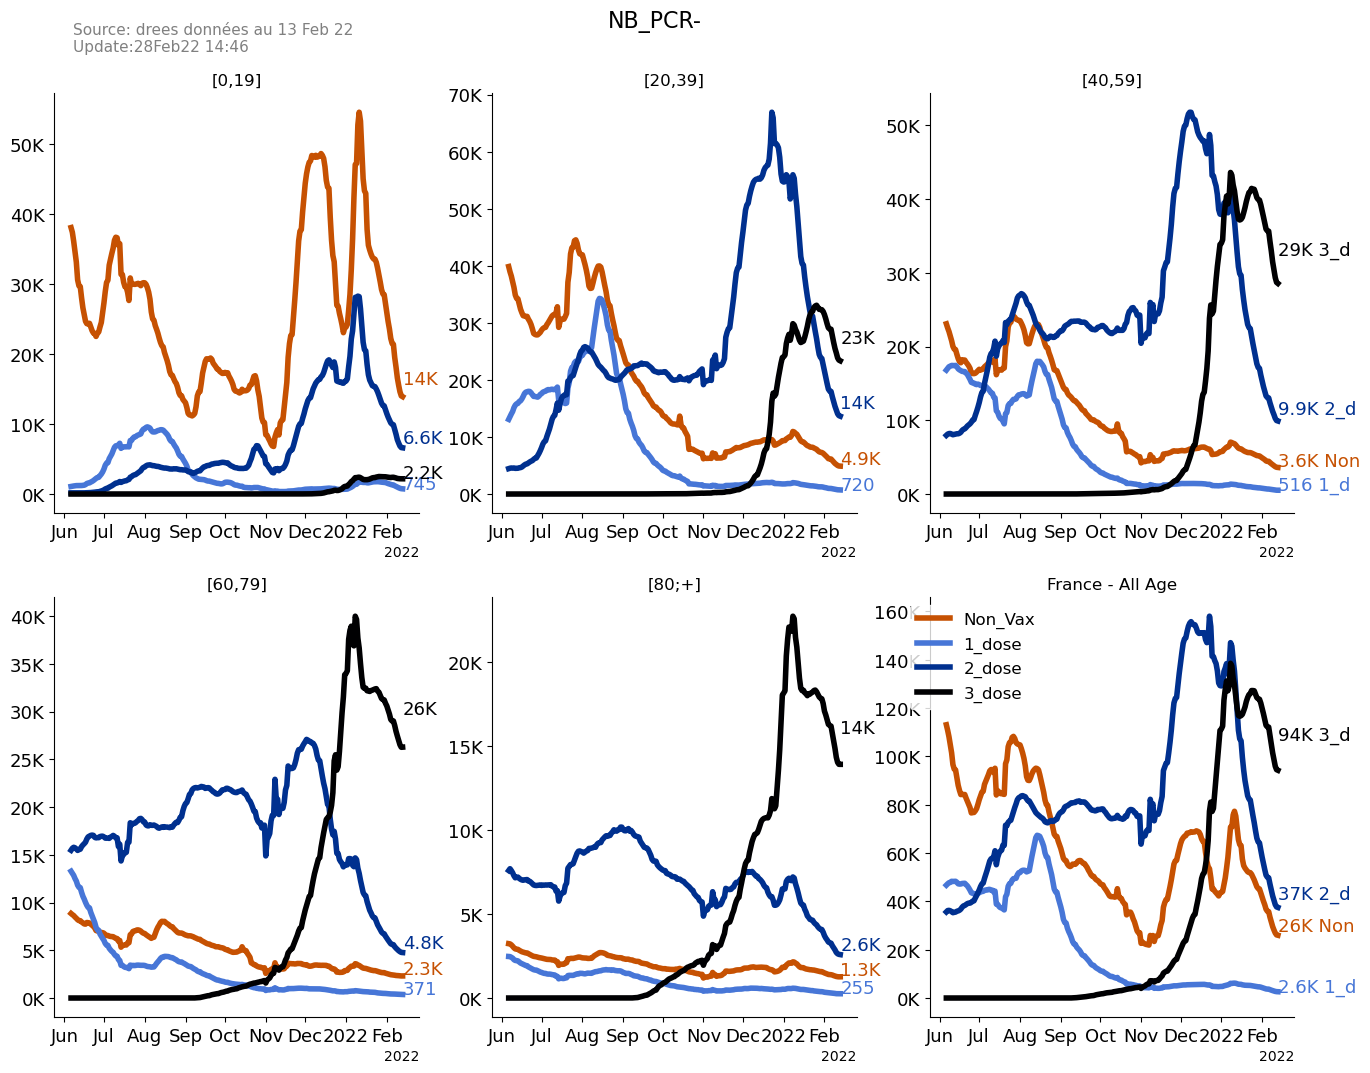 NB_PCR-
Source: drees données au 13 Feb 22
Update:28Feb22 14:46
[0,19]
50K
40K
30K
20K
10K
0K
14K
6.6K
2.2K
745
Jun Jul Aug Sep Oct Nov Dec 2022 Feb
2022
[20,39]
70K
60K
50K
40K
30K
20K
10K
0K
23K
14K
4.9K
720
Jun Jul Aug Sep Oct Nov Dec 2022 Feb
2022
[40,59]
50K
40K
30K
20K
10K
0K
29K 3_d
9.9K 2_d
3.6K Non
516 1_d
Jun Jul Aug Sep Oct Nov Dec 2022 Feb
2022
[60,79]
40K
35K
30K
25K
20K
15K
10K
5K
0K
26K
4.8K
2.3K
371
Jun Jul Aug Sep Oct Nov Dec 2022 Feb
2022
[80;+]
20K
15K
10K
5K
0K
14K
2.6K
1.3K
255
Jun Jul Aug Sep Oct Nov Dec 2022 Feb
2022
France - All Age
160K
140K
120K
100K
80K
60K
40K
20K
0K
Non_Vax
1_dose
2_dose
3_dose
94K 3_d
37K 2_d
26K Non
2.6K 1_d
Jun Jul Aug Sep Oct Nov Dec 2022 Feb
2022